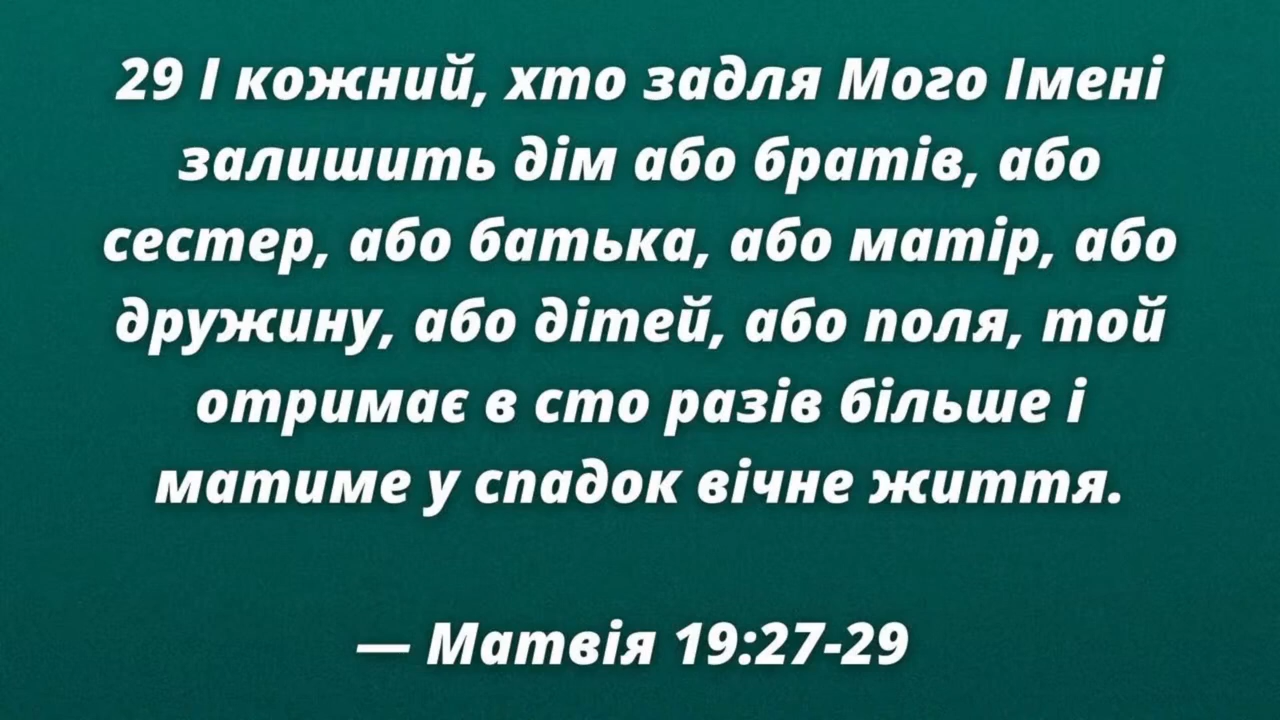 29 І кожний, хто задля Мого Імені
залишить дім або братів, або
сестер, або батька, або матір, або
дружину, або дітей, або поля, той
отримає в сто разів більше і
матиме у спадок вічне життя.
— Матвія 19:27-29